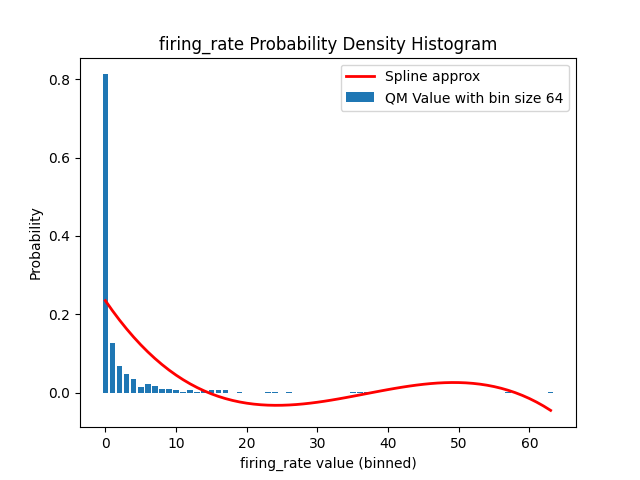 firing_rate Probability Density Histogram
Spline approx
QM Value with bin size 64
Probability
0.8
0.6
0.4
0.2
0.0
0 10 20 30 40 50 60
firing_rate value (binned)